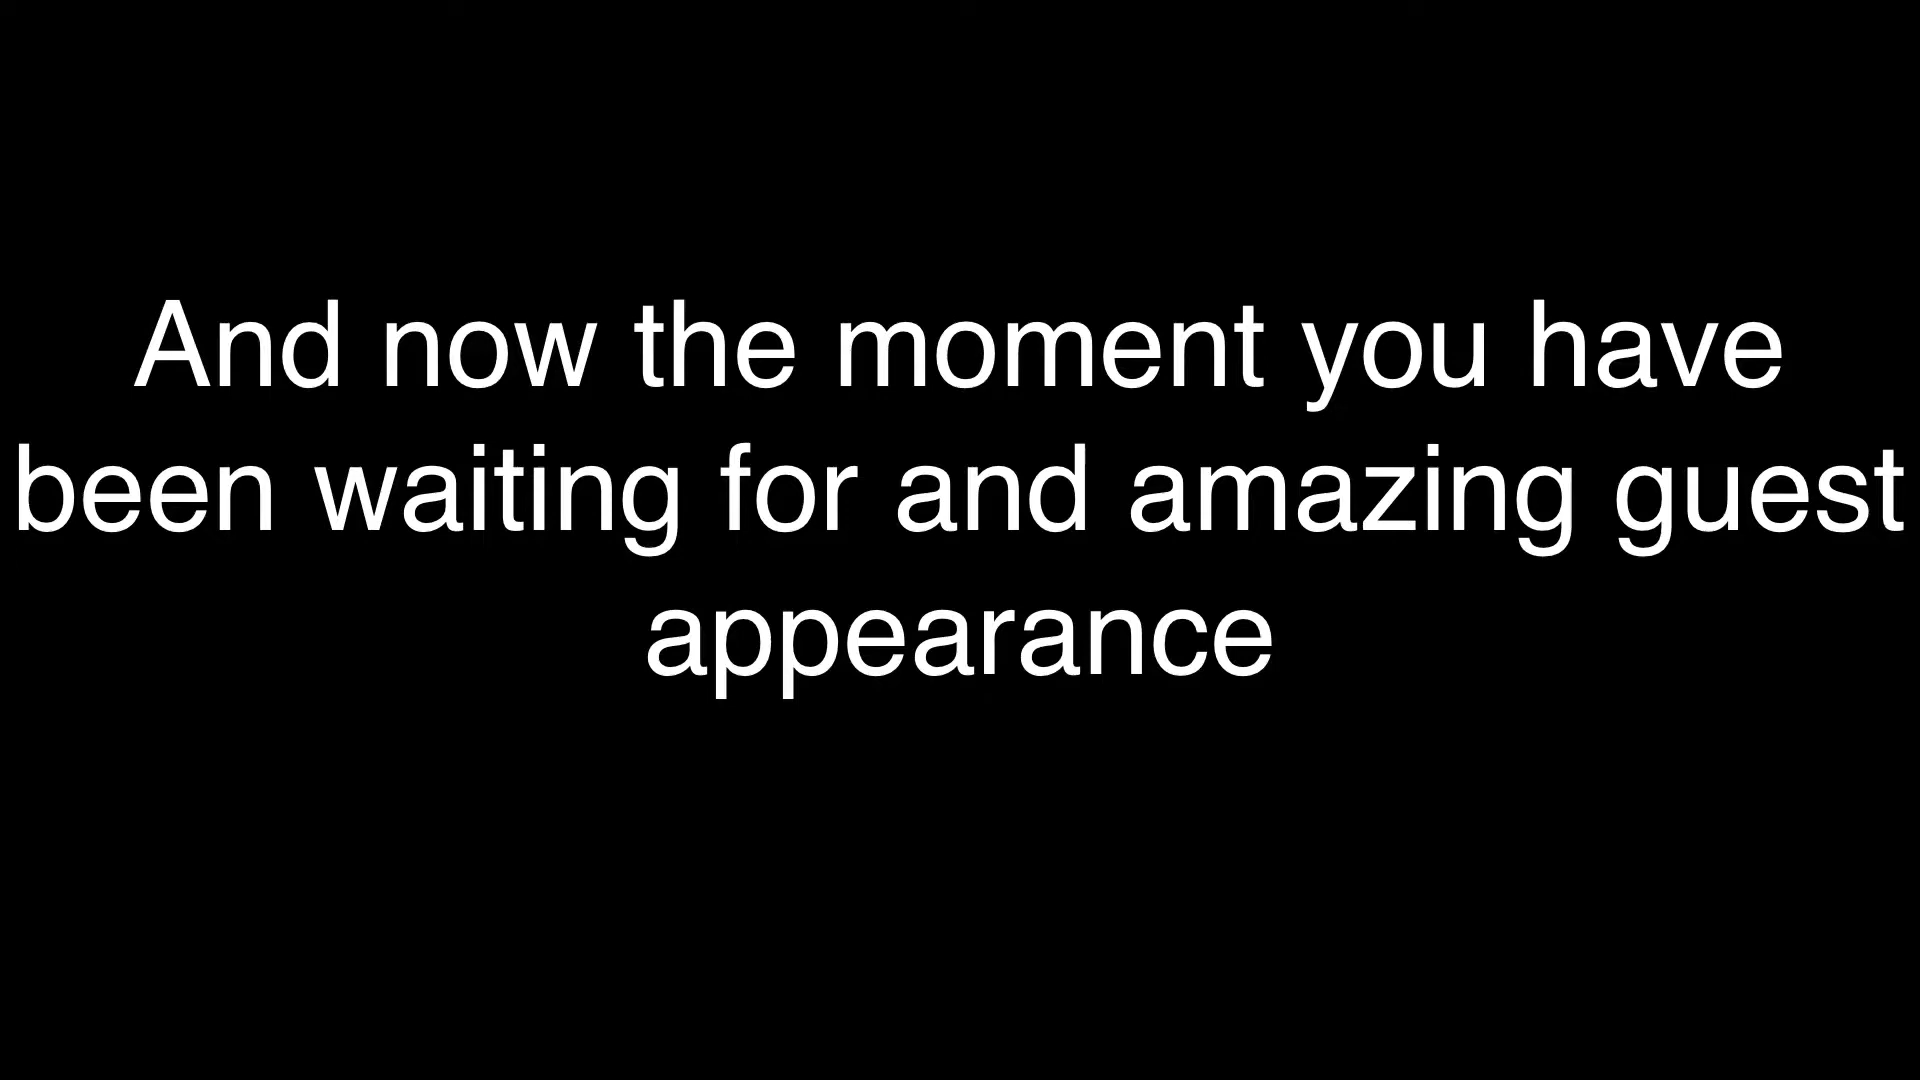 And now the moment you have
been waiting for and amazing guest
appearance